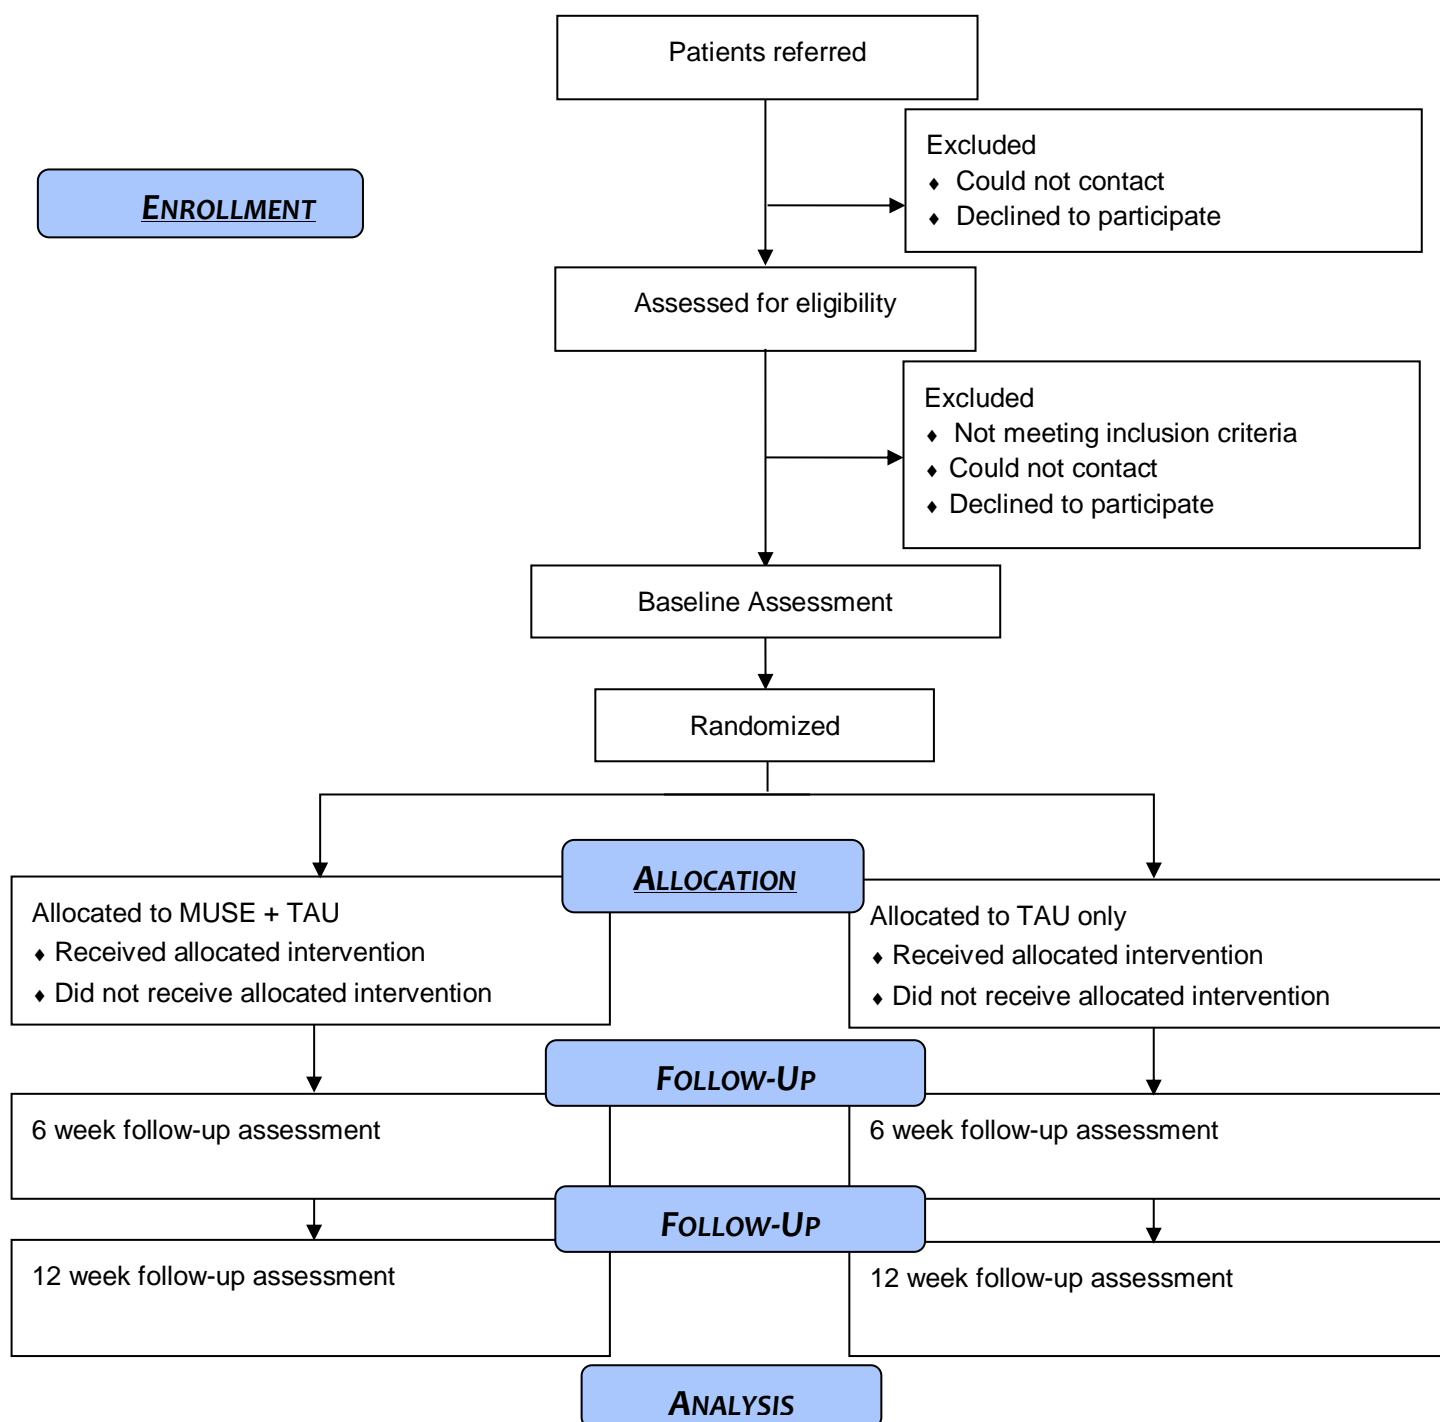 Patients referred
Excluded
♦ Could not contact
♦ Declined to participate
ENROLLMENT
Assessed for eligibility
Excluded
♦ Not meeting inclusion criteria
♦ Could not contact
♦ Declined to participate
Baseline Assessment
Randomized
ALLOCATION
Allocated to MUSE + TAU
♦ Received allocated intervention
♦ Did not receive allocated intervention
Allocated to TAU only
♦ Received allocated intervention
♦ Did not receive allocated intervention
FOLLOW-UP
6 week follow-up assessment
6 week follow-up assessment
FOLLOW-UP
12 week follow-up assessment
12 week follow-up assessment
ANALYSIS